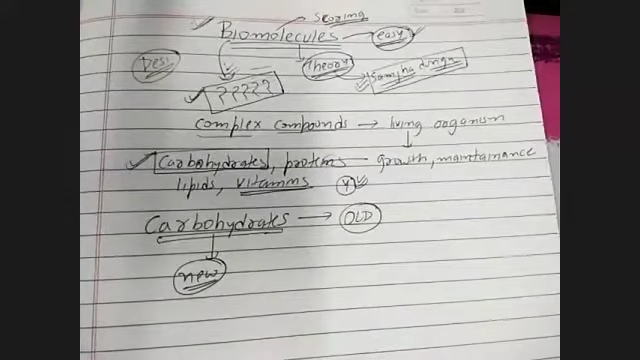 scoring
Biomolecules easy
Desi Theory Samjha dunga
?????
complex compounds → living organism
Carbohydrates, proteins – growth, maintainance
lipids, vitamins Y
Carbohydrates → OLD
new